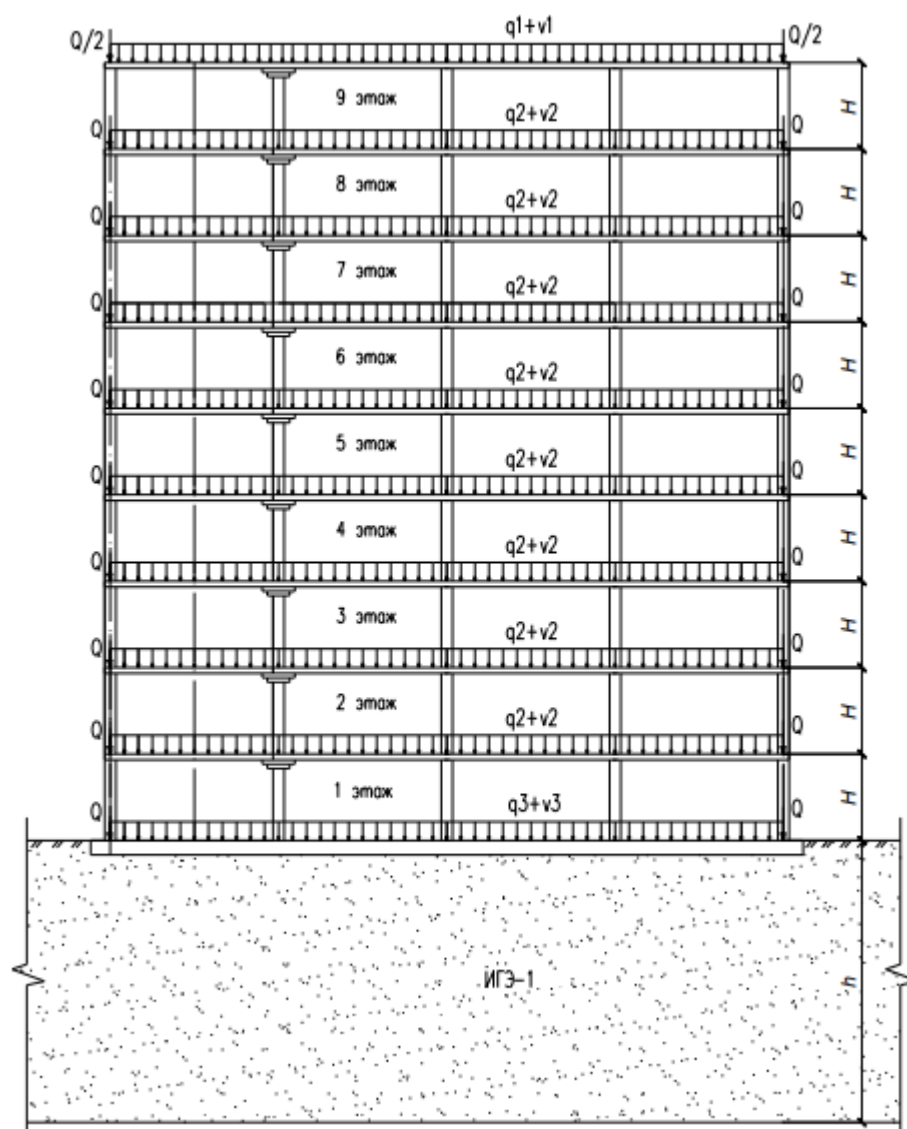 q1+v1
Q/2 Q/2
9 этаж H
q2+v2
Q Q
8 этаж H
q2+v2
Q Q
7 этаж H
q2+v2
Q Q
6 этаж H
q2+v2
Q Q
5 этаж H
q2+v2
Q Q
4 этаж H
q2+v2
Q Q
3 этаж H
q2+v2
Q Q
2 этаж H
q2+v2
Q Q
1 этаж H
q3+v3
Q Q
ИГЭ-1 h